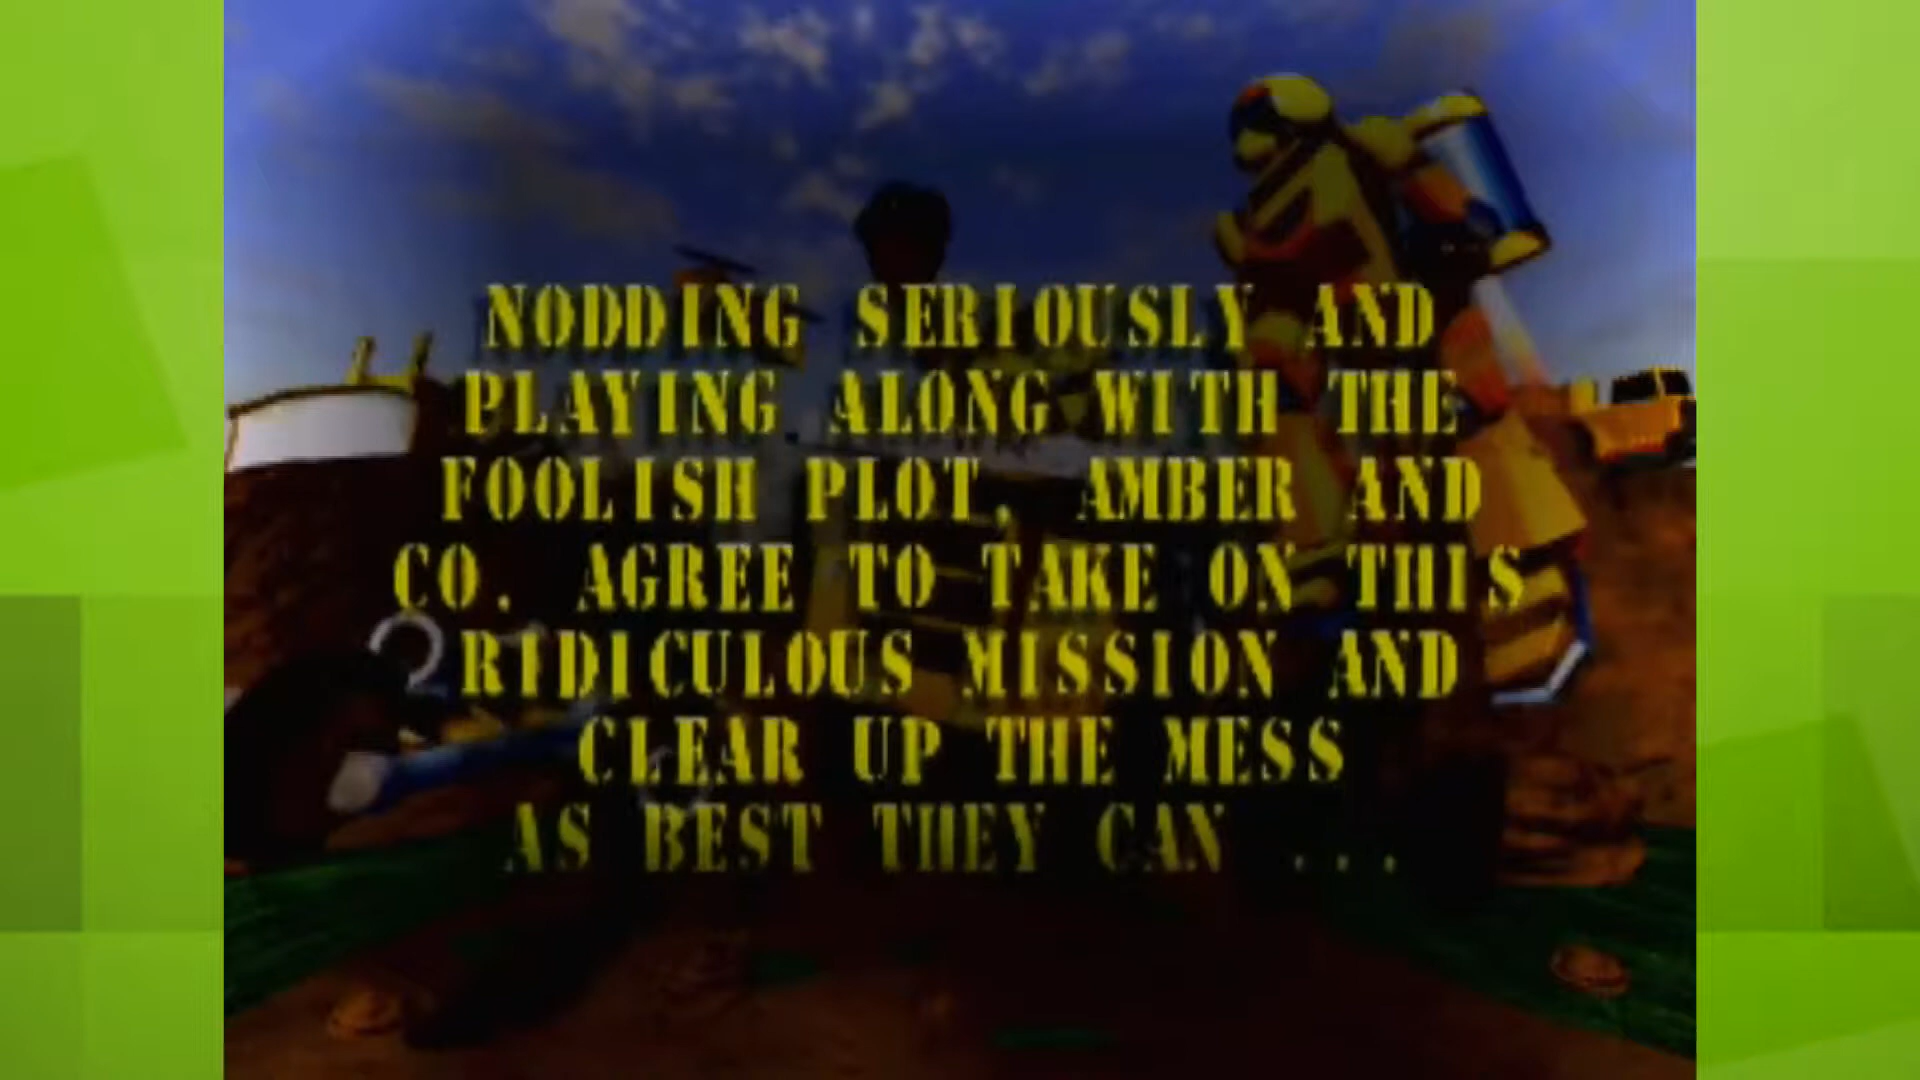 NODDING SERIOUSLY AND
PLAYING ALONG WITH THE
FOOLISH PLOT, AMBER AND
CO. AGREE TO TAKE ON THIS
RIDICULOUS MISSION AND
CLEAR UP THE MESS
AS BEST THEY CAN ...